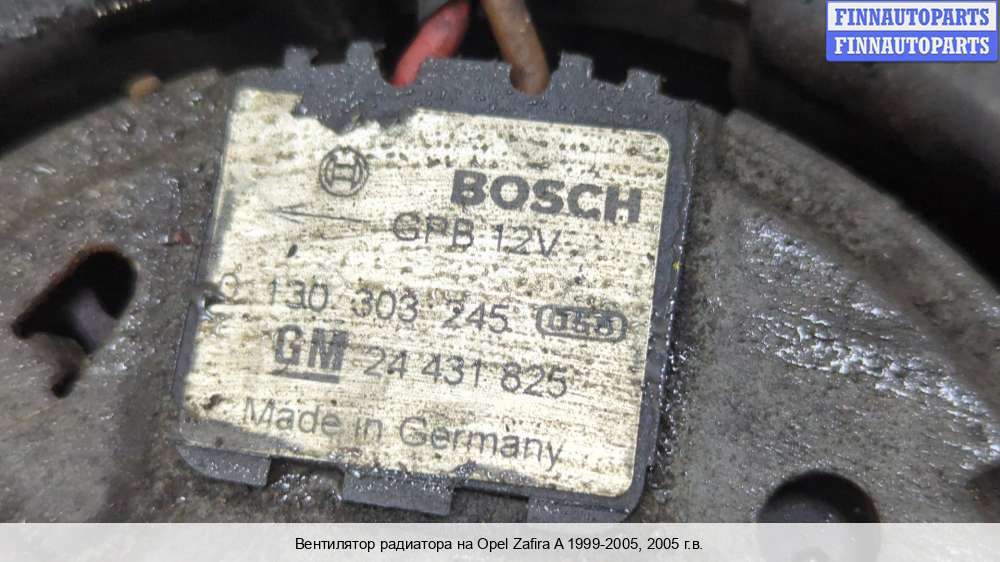 FINNAUTOPARTS
FINNAUTOPARTS
BOSCH
GPB 12V
0 130 303 245
GM 24 431 825
Made in Germany
Вентилятор радиатора на Opel Zafira A 1999-2005, 2005 г.в.